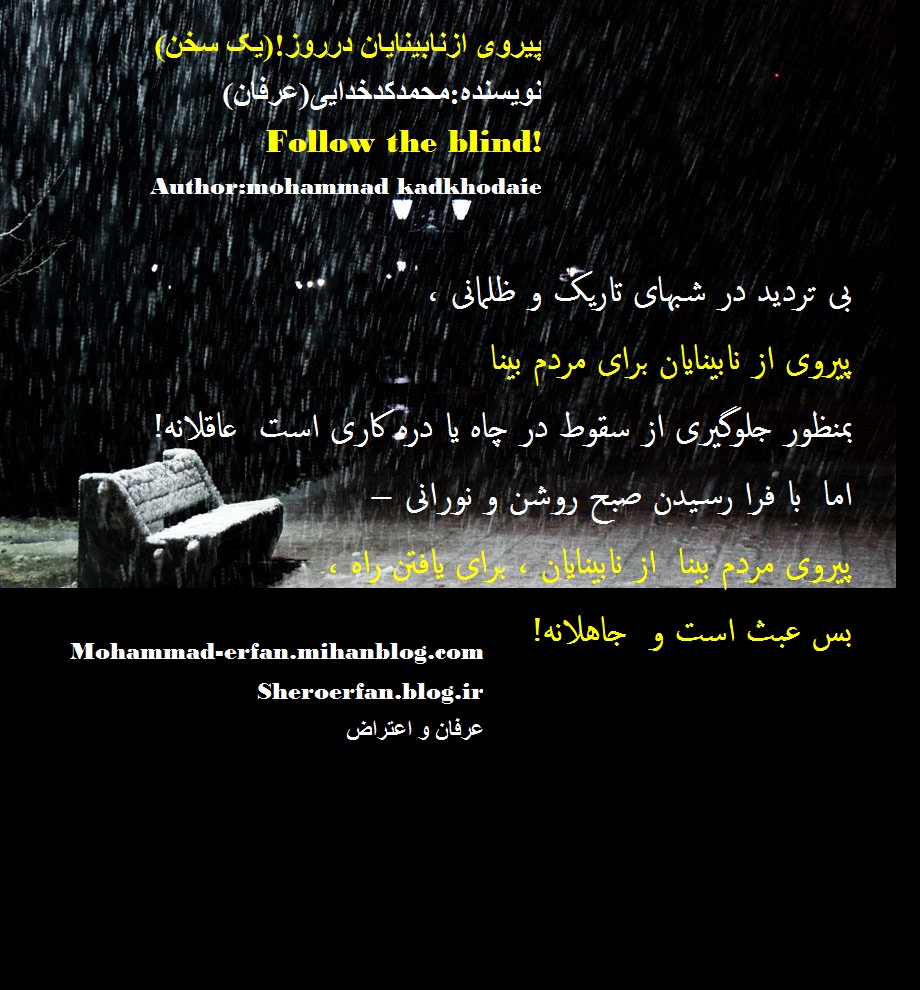 پیروی ازنابینایان درروز!(یک سخن)
نویسنده:محمدکدخدایی(عرفان)
Follow the blind!
Author:mohammad kadkhodaie
بی تردید در شبهای تاریک و ظلمانی ،
پیروی از نابینایان برای مردم بینا
بمنظور جلوگیری از سقوط در چاه یا دره کاری است عاقلانه!
اما با فرا رسیدن صبح روشن و نورانی –
پیروی مردم بینا از نابینایان ، برای یافتن راه ،
بس عبث است و جاهلانه!
Mohammad-erfan.mihanblog.com
Sheroerfan.blog.ir
عرفان و اعتراض